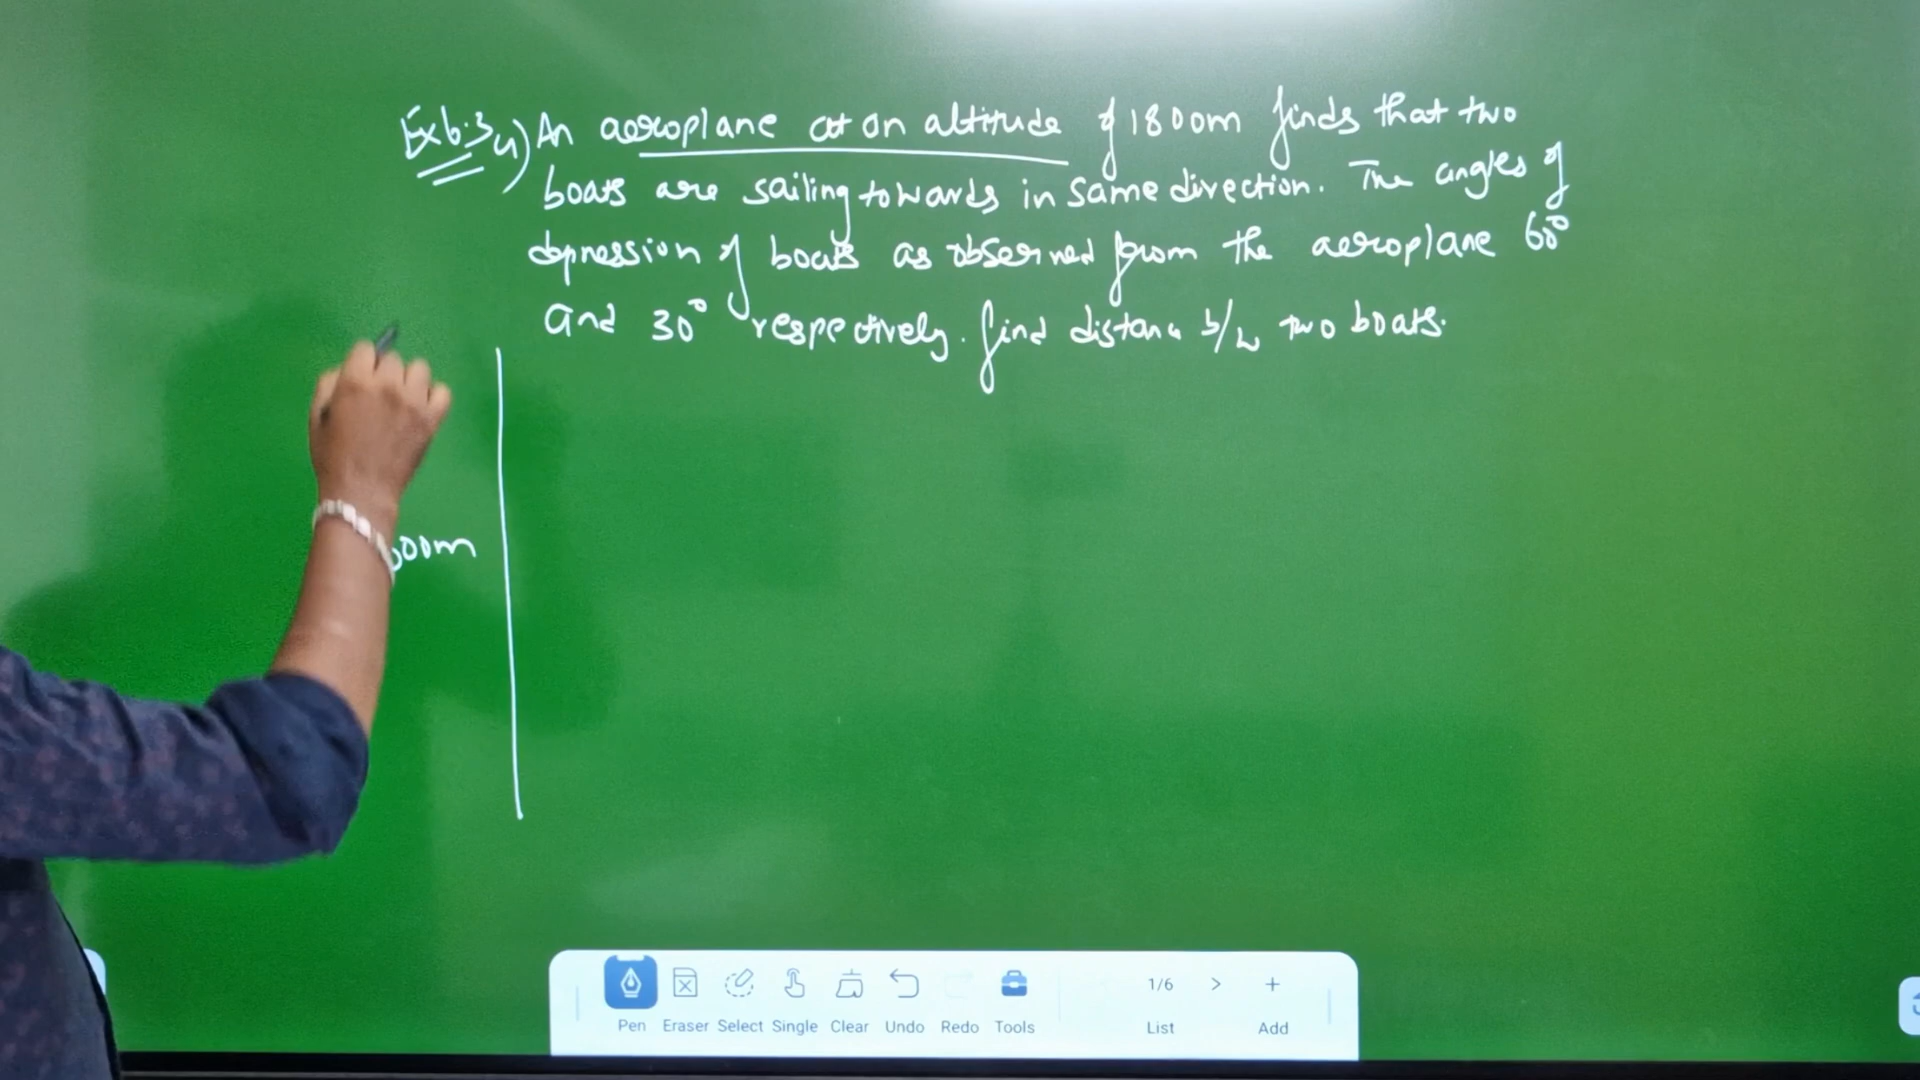 Ex 6.3 4) An aeroplane at an altitude of 1800m finds that two
boats are sailing towards in same direction. The angles of
depression of boats as observed from the aeroplane 60°
and 30° respectively. find distance b/w two boats.
00m
Pen Eraser Select Single Clear Undo Redo Tools 1/6 List > + Add